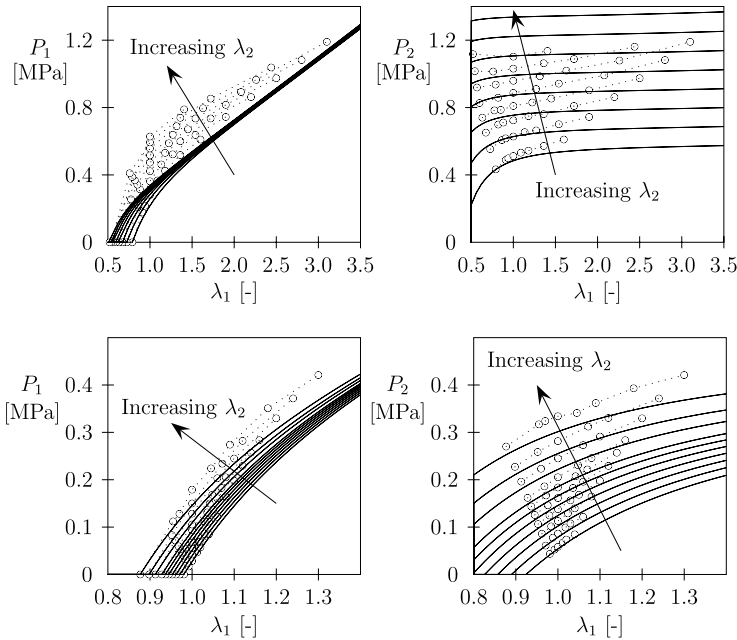 P₁
[MPa]
1.2
0.8
0.4
0
Increasing λ₂
0.5 1.0 1.5 2.0 2.5 3.0 3.5
λ₁ [-]
P₂
[MPa]
1.2
0.8
0.4
0
Increasing λ₂
0.5 1.0 1.5 2.0 2.5 3.0 3.5
λ₁ [-]
P₁
[MPa]
0.4
0.3
0.2
0.1
0
Increasing λ₂
0.8 0.9 1.0 1.1 1.2 1.3
λ₁ [-]
P₂
[MPa]
0.4
0.3
0.2
0.1
0
Increasing λ₂
0.8 0.9 1.0 1.1 1.2 1.3
λ₁ [-]